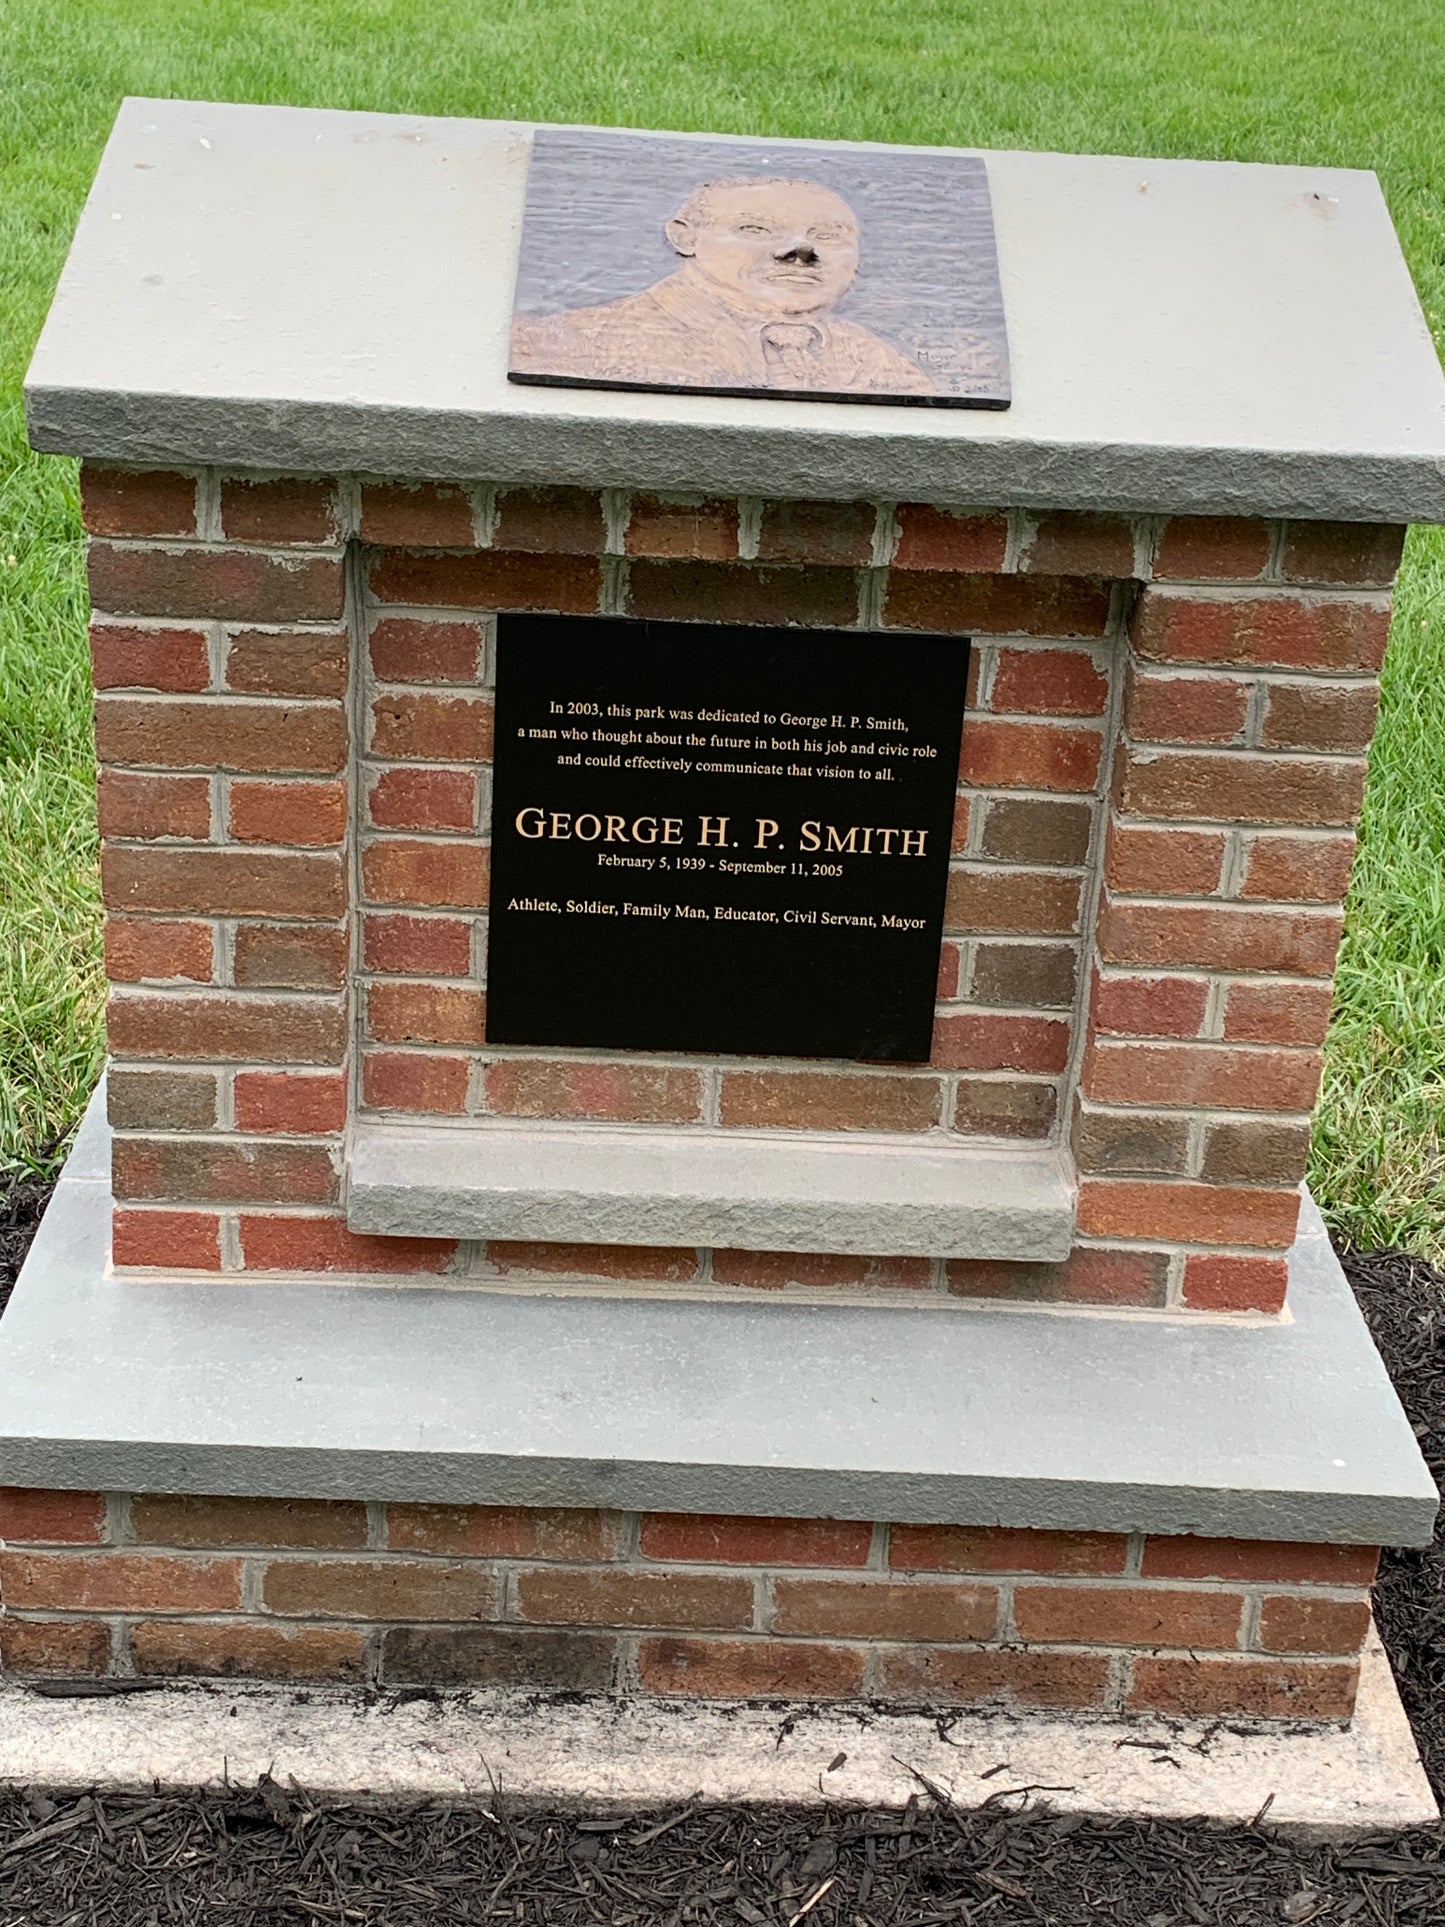 Mayor
In 2003, this park was dedicated to George H. P. Smith,
a man who thought about the future in both his job and civic role
and could effectively communicate that vision to all.
GEORGE H. P. SMITH
February 5, 1939 - September 11, 2005
Athlete, Soldier, Family Man, Educator, Civil Servant, Mayor